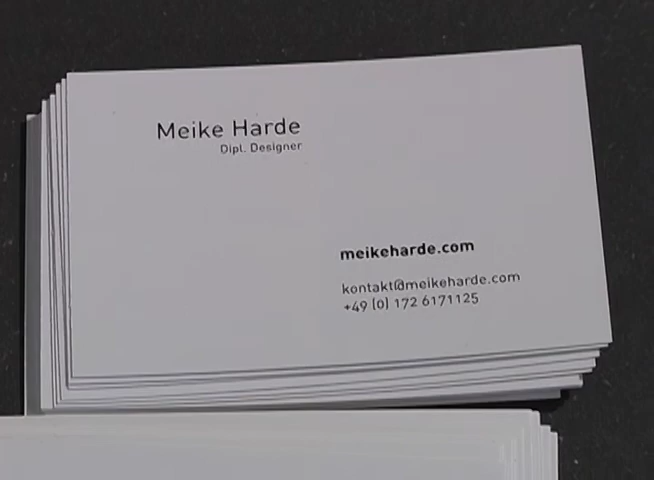 Meike Harde
Dipl. Designer
meikeharde.com
kontakt@meikeharde.com
+49 (0) 172 6171125